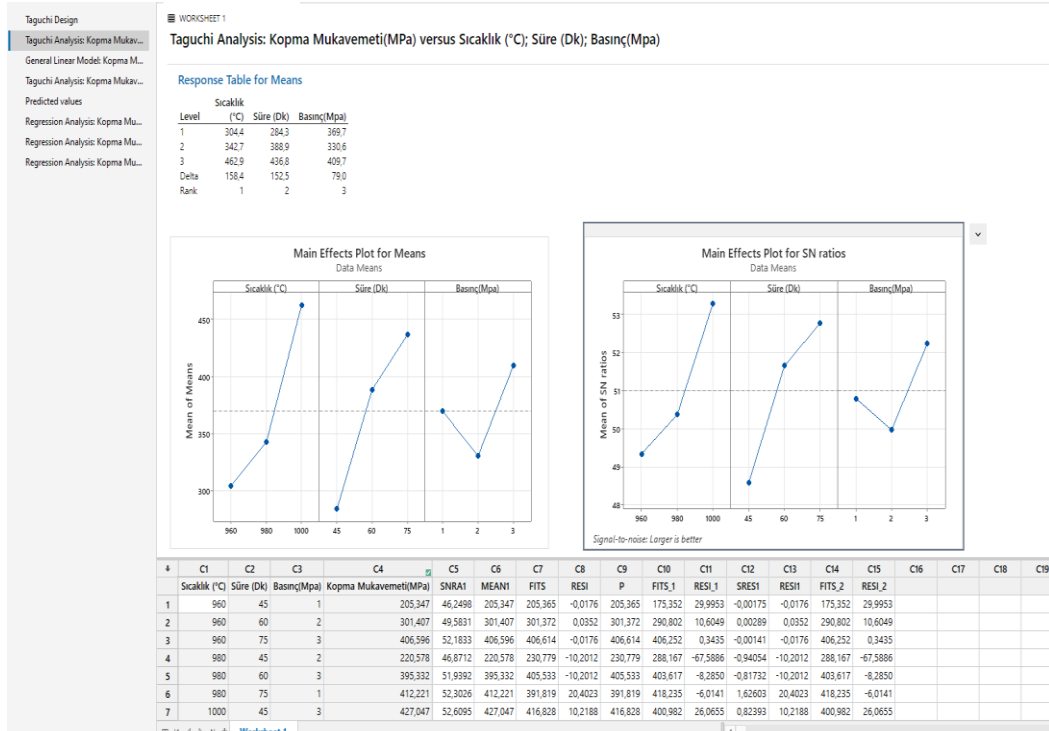 Taguchi Design
Taguchi Analysis: Kopma Mukav...
General Linear Model: Kopma M...
Taguchi Analysis: Kopma Mukav...
Predicted values
Regression Analysis: Kopma Mu...
Regression Analysis: Kopma Mu...
Regression Analysis: Kopma Mu...
WORKSHEET 1
Taguchi Analysis: Kopma Mukavemeti(MPa) versus Sıcaklık (°C); Süre (Dk); Basınç(Mpa)
Response Table for Means
Sıcaklık
Level (°C) Süre (Dk) Basınç(Mpa)
1 304,4 284,3 369,7
2 342,7 388,9 330,6
3 462,9 436,8 409,7
Delta 158,4 152,5 79,0
Rank 1 2 3
Main Effects Plot for Means
Data Means
Sıcaklık (°C) Süre (Dk) Basınç(Mpa)
450
400
350
300
Mean of Means
960 980 1000 45 60 75 1 2 3
Main Effects Plot for SN ratios
Data Means
Sıcaklık (°C) Süre (Dk) Basınç(Mpa)
53
52
51
50
49
48
Mean of SN ratios
960 980 1000 45 60 75 1 2 3
Signal-to-noise: Larger is better
C1 C2 C3 C4 C5 C6 C7 C8 C9 C10 C11 C12 C13 C14 C15 C16 C17 C18 C19
Sıcaklık (°C) Süre (Dk) Basınç(Mpa) Kopma Mukavemeti(MPa) SNRA1 MEAN1 FITS RESI P FITS_1 RESI_1 SRES1 RESI1 FITS_2 RESI_2
1 960 45 1 205,347 46,2498 205,347 205,365 -0,0176 205,365 175,352 29,9953 -0,00175 -0,0176 175,352 29,9953
2 960 60 2 301,407 49,5831 301,407 301,372 0,0352 301,372 290,802 10,6049 0,00289 0,0352 290,802 10,6049
3 960 75 3 406,596 52,1833 406,596 406,614 -0,0176 406,614 406,252 0,3435 -0,00141 -0,0176 406,252 0,3435
4 980 45 2 220,578 46,8712 220,578 230,779 -10,2012 230,779 288,167 -67,5886 -0,94054 -10,2012 288,167 -67,5886
5 980 60 3 395,332 51,9392 395,332 405,533 -10,2012 405,533 403,617 -8,2850 -0,81732 -10,2012 403,617 -8,2850
6 980 75 1 412,221 52,3026 412,221 391,819 20,4023 391,819 418,235 -6,0141 1,62603 20,4023 418,235 -6,0141
7 1000 45 3 427,047 52,6095 427,047 416,828 10,2188 416,828 400,982 26,0655 0,82393 10,2188 400,982 26,0655
Worksheet 1